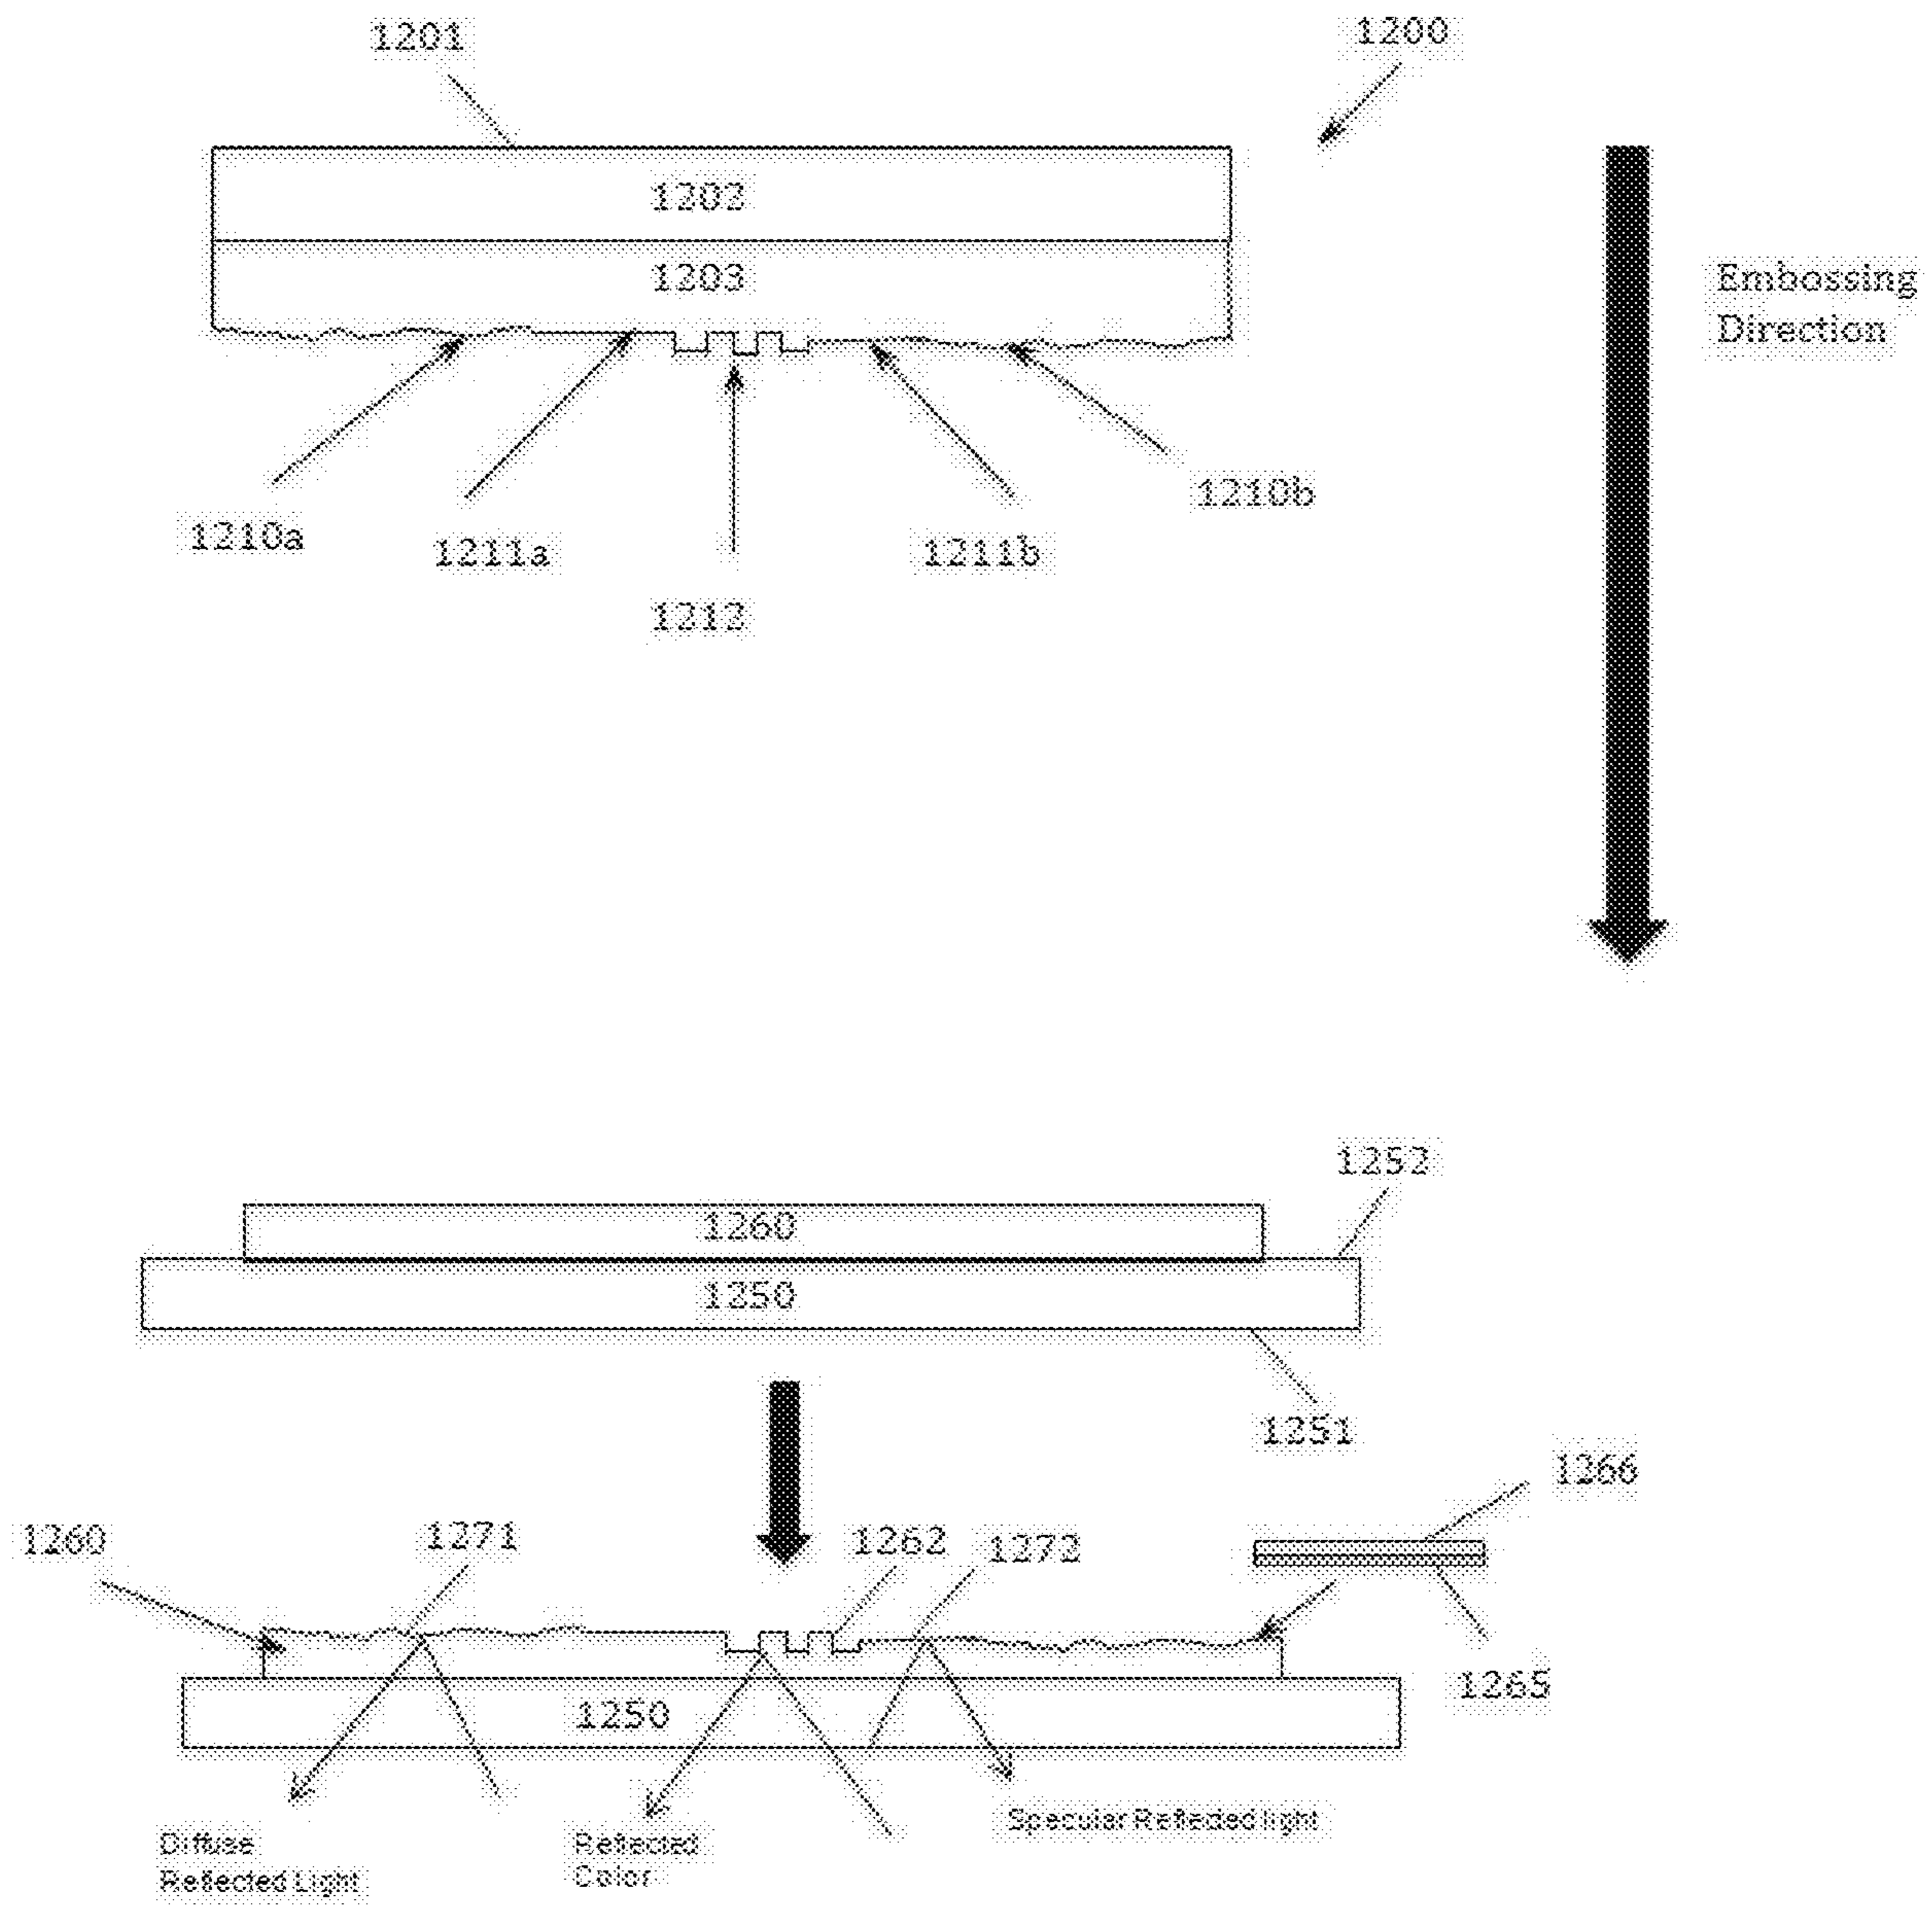 1201
1200
1202
1203
Embossing
Direction
1210a
1211a
1212
1211b
1210b
1252
1260
1250
1251
1266
1260
1271
1262
1272
1265
1250
Diffuse
Reflected Light
Reflected
Color
Specular Reflected light